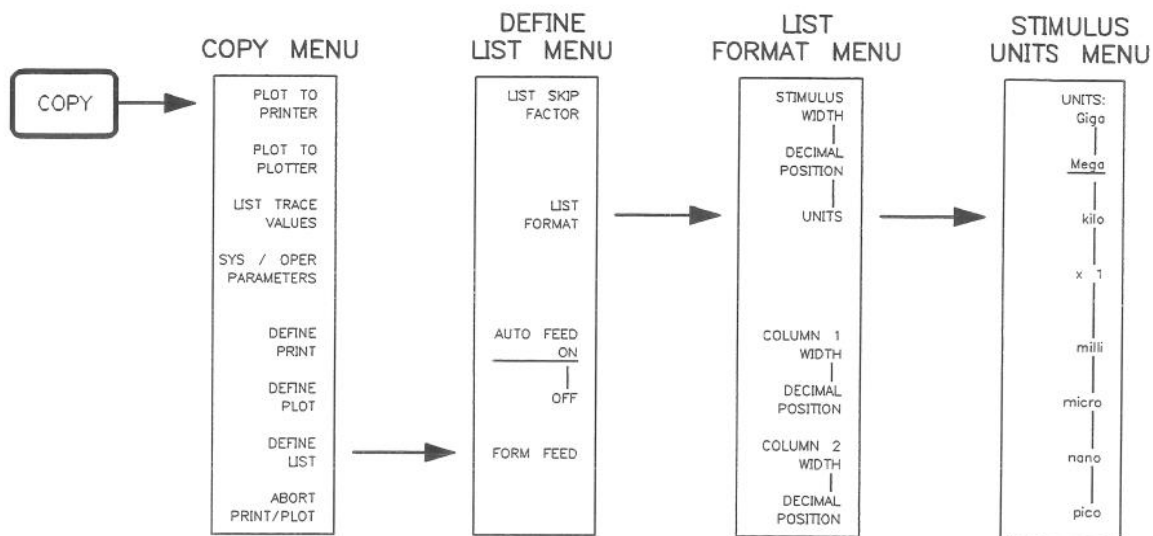 COPY
COPY MENU
PLOT TO
PRINTER
PLOT TO
PLOTTER
LIST TRACE
VALUES
SYS / OPER
PARAMETERS
DEFINE
PRINT
DEFINE
PLOT
DEFINE
LIST
ABORT
PRINT/PLOT
DEFINE
LIST MENU
LIST SKIP
FACTOR
LIST
FORMAT
AUTO FEED
ON
OFF
FORM FEED
LIST
FORMAT MENU
STIMULUS
WIDTH
DECIMAL
POSITION
UNITS
COLUMN 1
WIDTH
DECIMAL
POSITION
COLUMN 2
WIDTH
DECIMAL
POSITION
STIMULUS
UNITS MENU
UNITS:
Giga
Mega
kilo
x 1
milli
micro
nano
pico